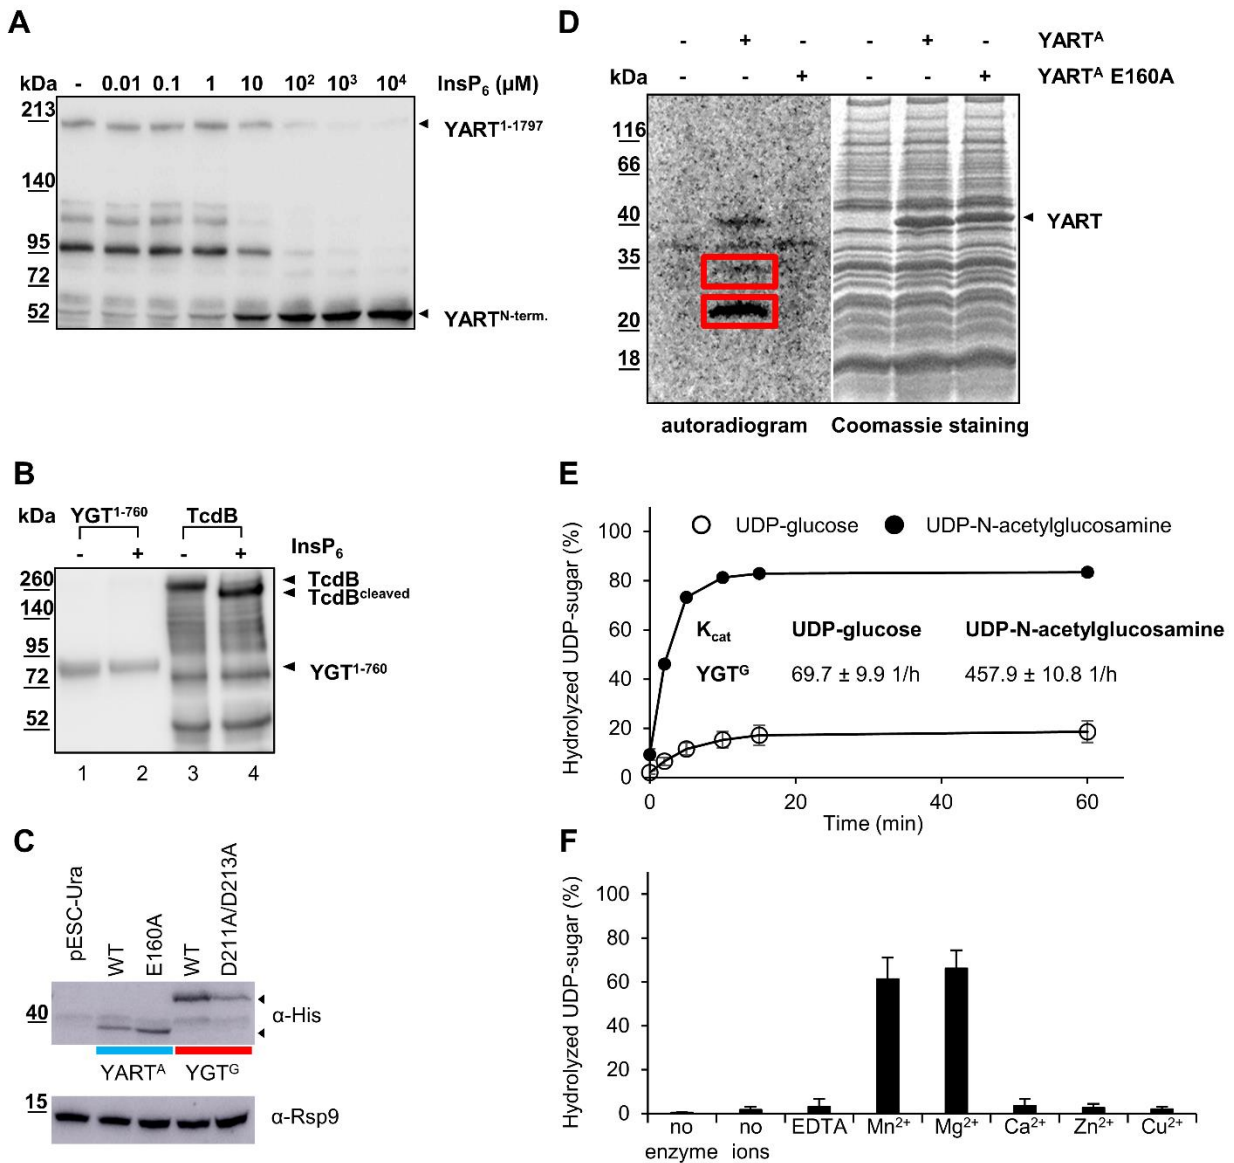 A
kDa - 0.01 0.1 1 10 10² 10³ 10⁴ InsP₆ (µM)
213
YART¹⁻¹⁷⁹⁷
140
95
72
52
YARTᴺ⁻ᵗᵉʳᵐ·
B
kDa YGT¹⁻⁷⁶⁰ TcdB
- + - + InsP₆
260
TcdB
TcdBᶜˡᵉᵃᵛᵉᵈ
140
95
YGT¹⁻⁷⁶⁰
72
52
1 2 3 4
C
pESC-Ura
WT
E160A
WT
D211A/D213A
40
α-His
YARTᴬ YGTᴳ
15
α-Rsp9
D
- + - - + - YARTᴬ
kDa - - + - - + YARTᴬ E160A
116
66
40
YART
35
20
18
autoradiogram Coomassie staining
E
Hydrolyzed UDP-sugar (%)
100
80
60
40
20
0
UDP-glucose UDP-N-acetylglucosamine
K_cat UDP-glucose UDP-N-acetylglucosamine
YGTᴳ 69.7 ± 9.9 1/h 457.9 ± 10.8 1/h
0 20 40 60
Time (min)
F
Hydrolyzed UDP-sugar (%)
100
80
60
40
20
0
no enzyme
no ions
EDTA
Mn²⁺
Mg²⁺
Ca²⁺
Zn²⁺
Cu²⁺